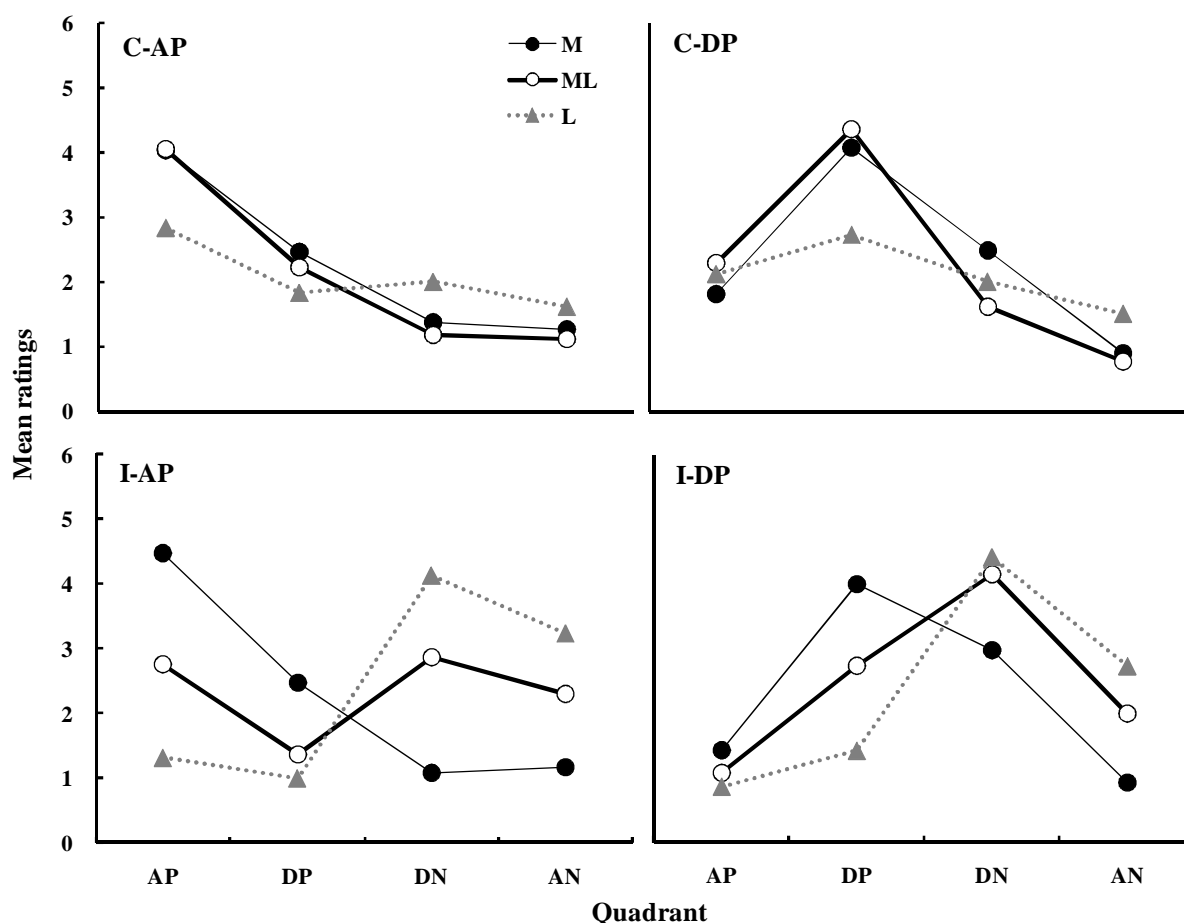 C-AP
M
ML
L
C-DP
6
5
4
3
2
1
0
Mean ratings
I-AP
I-DP
6
5
4
3
2
1
0
AP DP DN AN
AP DP DN AN
Quadrant